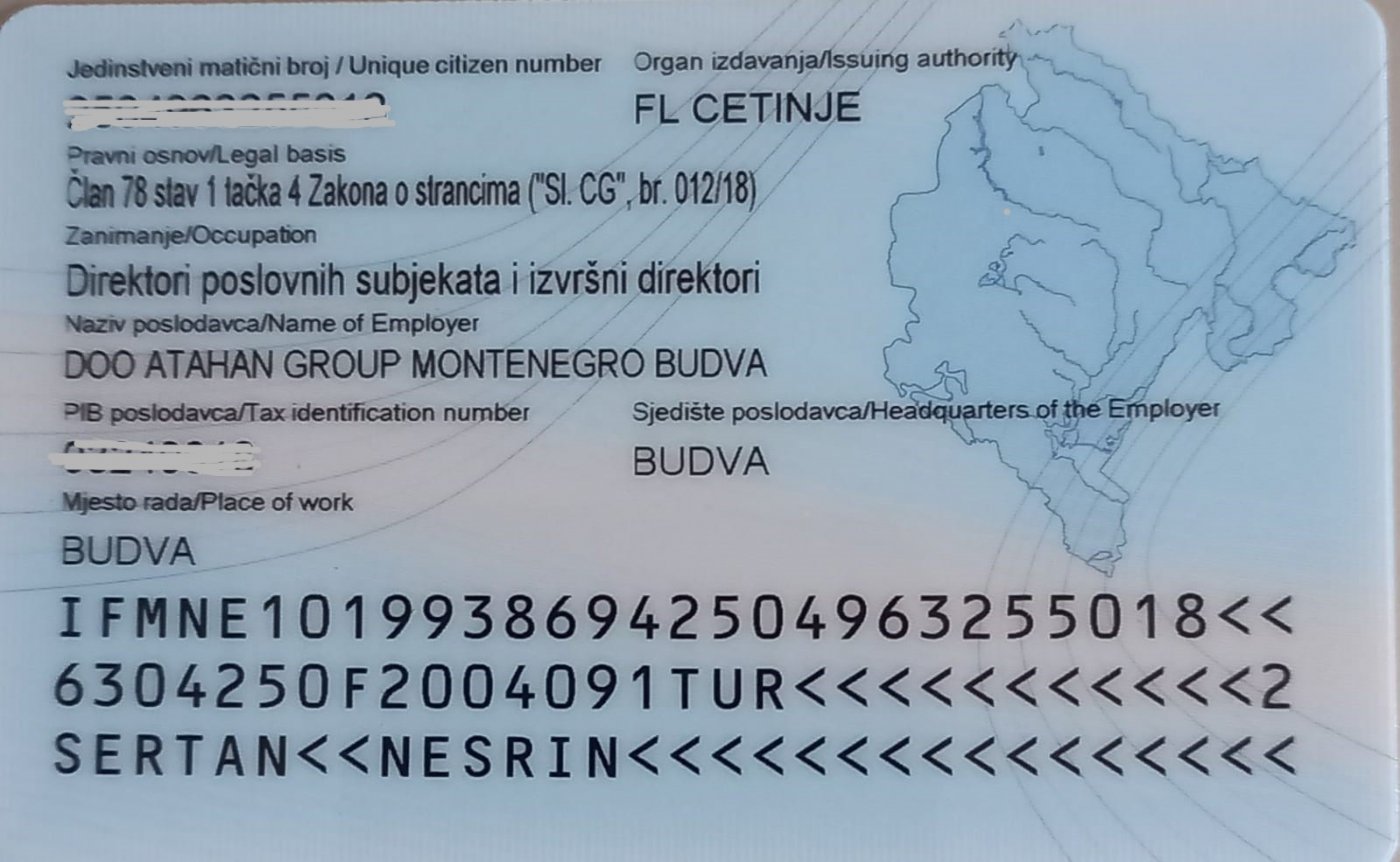 Jedinstveni matični broj / Unique citizen number
Organ izdavanja/Issuing authority
FL CETINJE
Pravni osnov/Legal basis
Član 78 stav 1 tačka 4 Zakona o strancima ("Sl. CG", br. 012/18)
Zanimanje/Occupation
Direktori poslovnih subjekata i izvršni direktori
Naziv poslodavca/Name of Employer
DOO ATAHAN GROUP MONTENEGRO BUDVA
PIB poslodavca/Tax identification number
Sjedište poslodavca/Headquarters of the Employer
BUDVA
Mjesto rada/Place of work
BUDVA
IFMNE10199386942504963255018<<
6304250F2004091TUR<<<<<<<<<<<2
SERTAN<<NESRIN<<<<<<<<<<<<<<<<